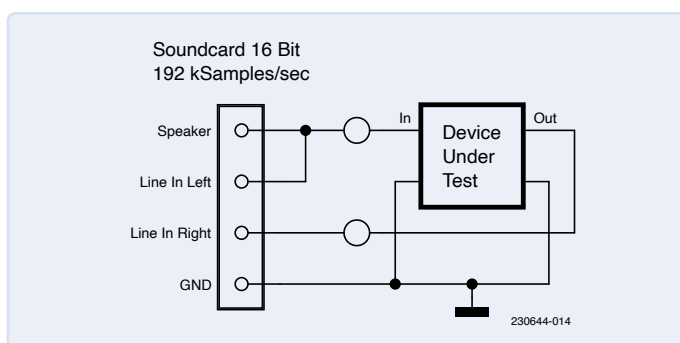 Soundcard 16 Bit
192 kSamples/sec
Speaker
In
Out
Device
Under
Test
Line In Left
Line In Right
GND
230644-014